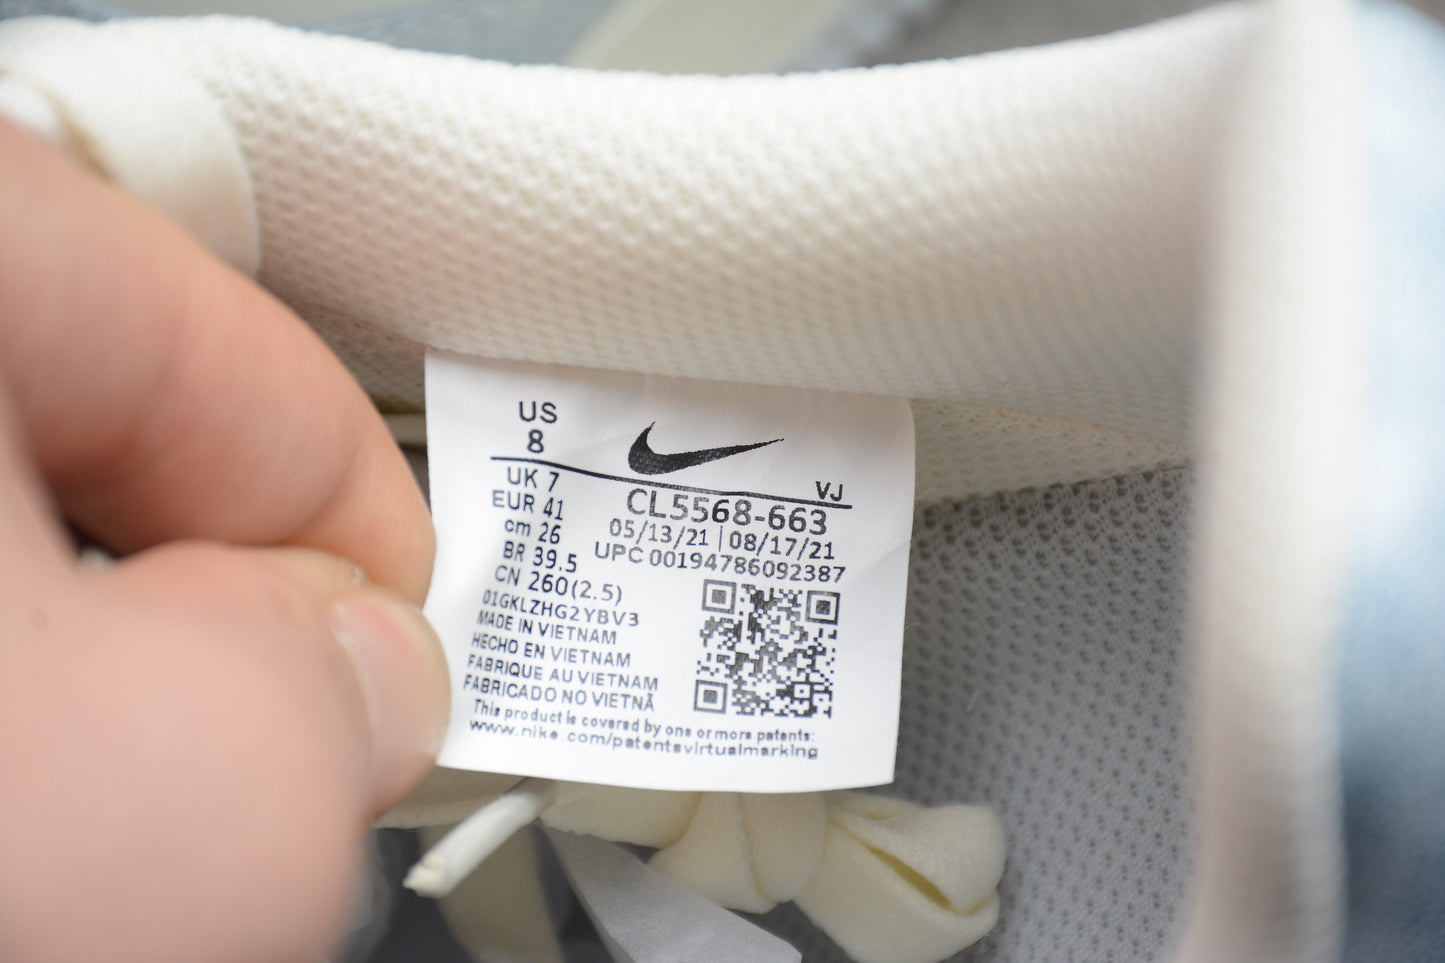 US
8
UK 7
EUR 41
cm 26
BR 39.5
CN 260(2.5)
VJ
CL5568-663
05/13/21 | 08/17/21
UPC 00194786092387
01GKLZHG2YBV3
MADE IN VIETNAM
HECHO EN VIETNAM
FABRIQUE AU VIETNAM
FABRICADO NO VIETNÃ
This product is covered by one or more patents:
www.nike.com/patentsvirtualmarking